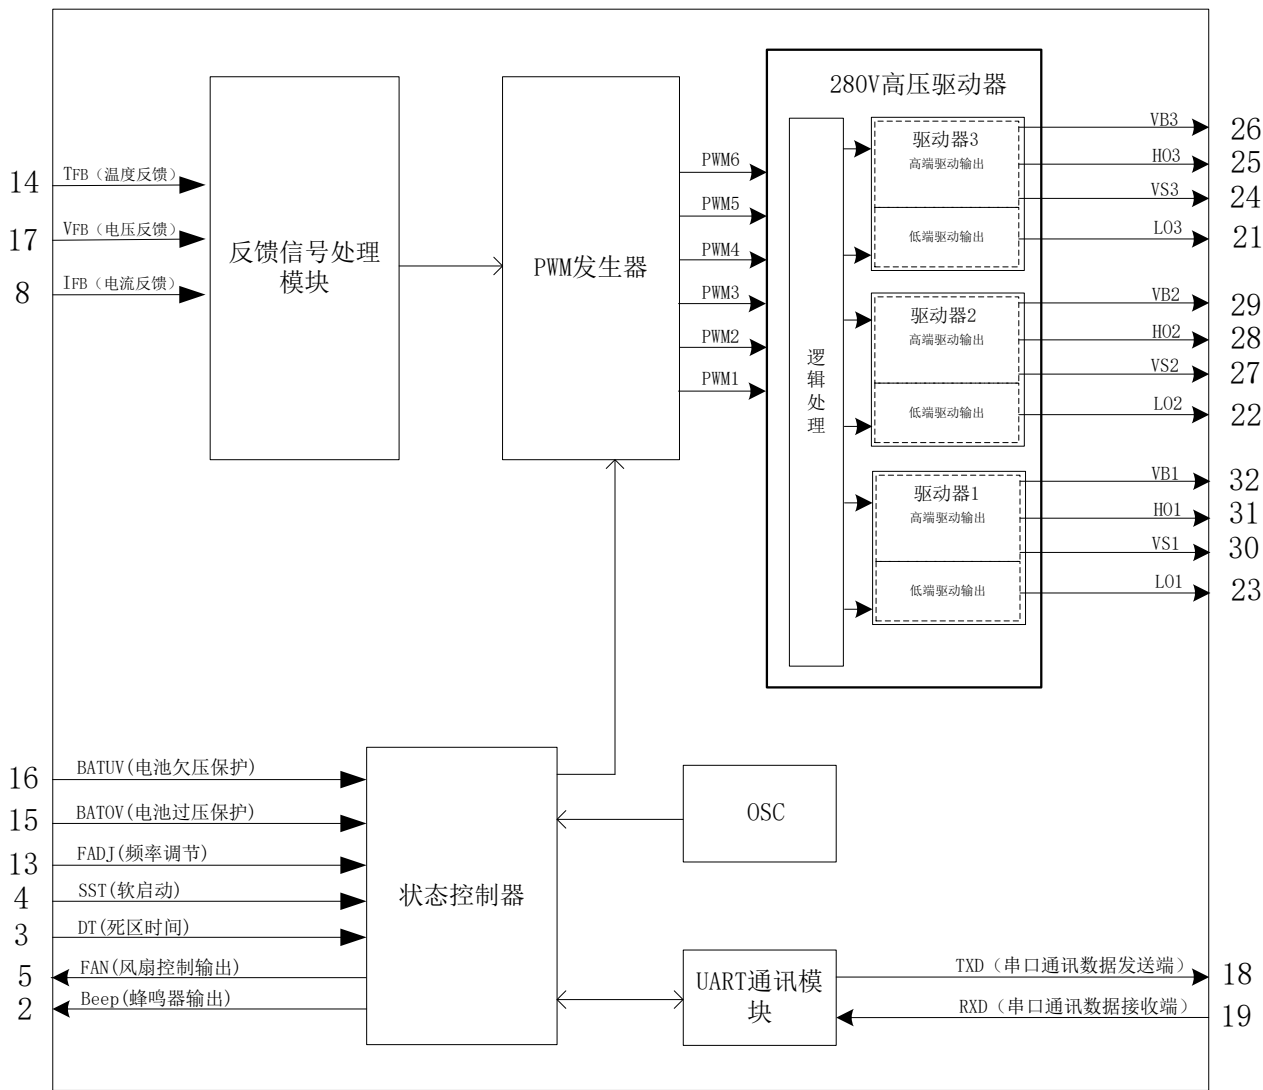 14
TFB（温度反馈）
17
VFB（电压反馈）
8
IFB（电流反馈）
反馈信号处理
模块
PWM发生器
PWM6
PWM5
PWM4
PWM3
PWM2
PWM1
280V高压驱动器
逻
辑
处
理
驱动器3
高端驱动输出
低端驱动输出
驱动器2
高端驱动输出
低端驱动输出
驱动器1
高端驱动输出
低端驱动输出
VB3
26
HO3
25
VS3
24
LO3
21
VB2
29
HO2
28
VS2
27
LO2
22
VB1
32
HO1
31
VS1
30
LO1
23
16
BATUV(电池欠压保护)
15
BATOV(电池过压保护)
13
FADJ(频率调节)
4
SST(软启动)
3
DT(死区时间)
5
FAN(风扇控制输出)
2
Beep(蜂鸣器输出)
状态控制器
OSC
UART通讯模
块
TXD（串口通讯数据发送端）
18
RXD（串口通讯数据接收端）
19